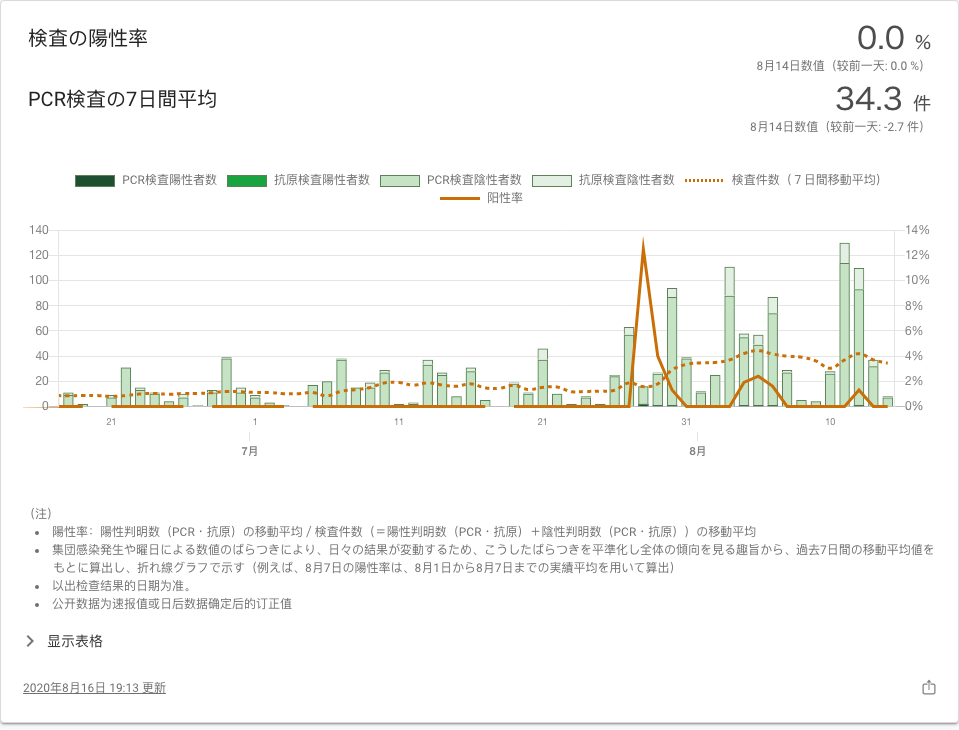 検査の陽性率
0.0 %
8月14日数值（较前一天: 0.0 %）
PCR検査の7日間平均
34.3 件
8月14日数值（较前一天: -2.7 件）
PCR検査陽性者数 抗原検査陽性者数 PCR検査陰性者数 抗原検査陰性者数 検査件数（７日間移動平均）
阳性率
140 14%
120 12%
100 10%
80 8%
60 6%
40 4%
20 2%
0 0%
21 1 11 21 31 10
7月 8月
（注）
• 陽性率：陽性判明数（PCR・抗原）の移動平均 / 検査件数（＝陽性判明数（PCR・抗原）＋陰性判明数（PCR・抗原））の移動平均
• 集団感染発生や曜日による数値のばらつきにより、日々の結果が変動するため、こうしたばらつきを平準化し全体の傾向を見る趣旨から、過去7日間の移動平均値を
もとに算出し、折れ線グラフで示す（例えば、8月7日の陽性率は、8月1日から8月7日までの実績平均を用いて算出）
• 以出检查结果的日期为准。
• 公开数据为速报值或日后数据确定后的订正值
显示表格
2020年8月16日 19:13 更新